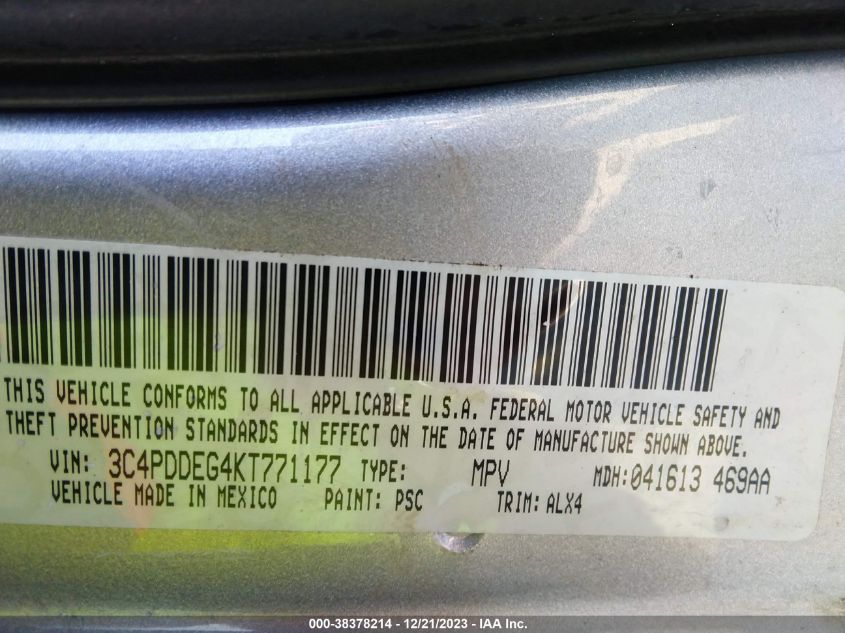 THIS VEHICLE CONFORMS TO ALL APPLICABLE U.S.A. FEDERAL MOTOR VEHICLE SAFETY AND
THEFT PREVENTION STANDARDS IN EFFECT ON THE DATE OF MANUFACTURE SHOWN ABOVE.
VIN: 3C4PDDEG4KT771177 TYPE: MPV MDH:041613 469AA
VEHICLE MADE IN MEXICO PAINT: PSC TRIM: ALX4
000-38378214 - 12/21/2023 - IAA Inc.